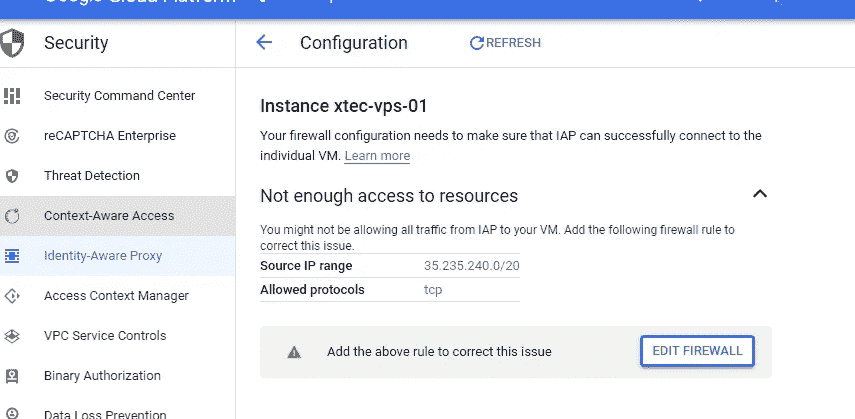 Google Cloud Platform
Security
Configuration
REFRESH
Security Command Center
reCAPTCHA Enterprise
Threat Detection
Context-Aware Access
Identity-Aware Proxy
Access Context Manager
VPC Service Controls
Binary Authorization
Data Loss Prevention
Instance xtec-vps-01
Your firewall configuration needs to make sure that IAP can successfully connect to the
individual VM. Learn more
Not enough access to resources
You might not be allowing all traffic from IAP to your VM. Add the following firewall rule to
correct this issue.
Source IP range 35.235.240.0/20
Allowed protocols tcp
Add the above rule to correct this issue
EDIT FIREWALL